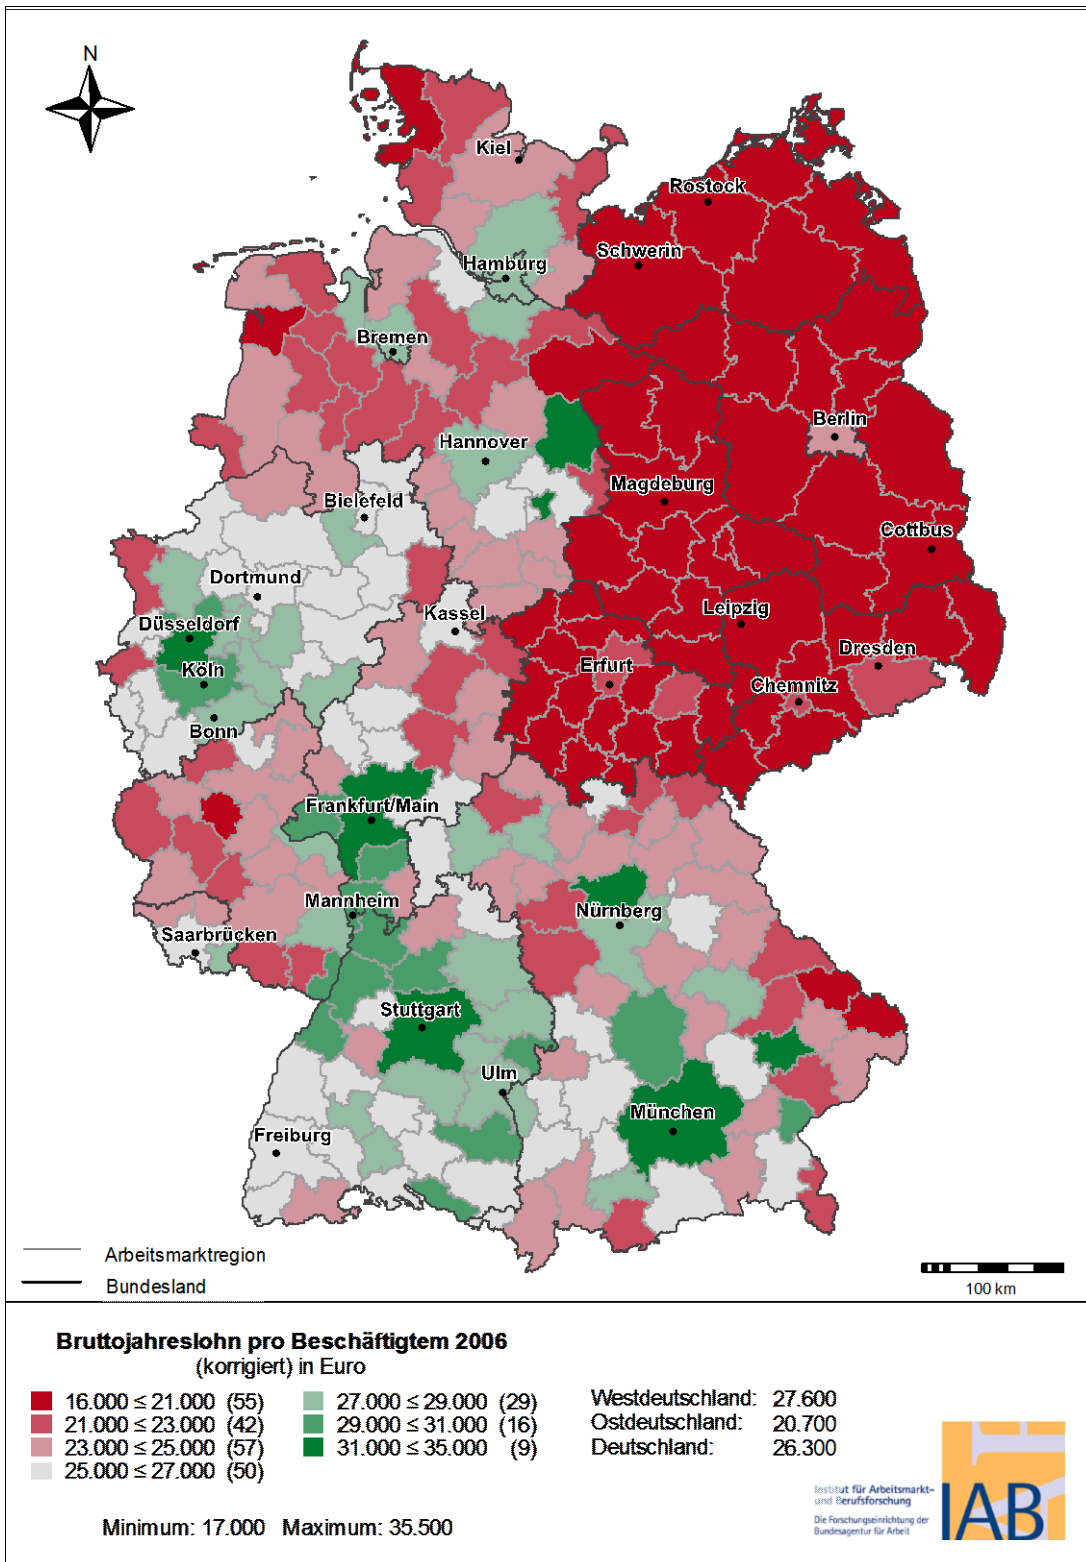 N
Kiel
Rostock
Schwerin
Hamburg
Bremen
Berlin
Hannover
Magdeburg
Bielefeld
Cottbus
Dortmund
Leipzig
Kassel
Düsseldorf
Dresden
Erfurt
Köln
Chemnitz
Bonn
Frankfurt/Main
Mannheim
Nürnberg
Saarbrücken
Stuttgart
Ulm
München
Freiburg
Arbeitsmarktregion
Bundesland
100 km
Bruttojahreslohn pro Beschäftigtem 2006
(korrigiert) in Euro
16.000 ≤ 21.000 (55)
21.000 ≤ 23.000 (42)
23.000 ≤ 25.000 (57)
25.000 ≤ 27.000 (50)
27.000 ≤ 29.000 (29)
29.000 ≤ 31.000 (16)
31.000 ≤ 35.000 (9)
Westdeutschland: 27.600
Ostdeutschland: 20.700
Deutschland: 26.300
Minimum: 17.000 Maximum: 35.500
Institut für Arbeitsmarkt-
und Berufsforschung
Die Forschungseinrichtung der
Bundesagentur für Arbeit
IAB